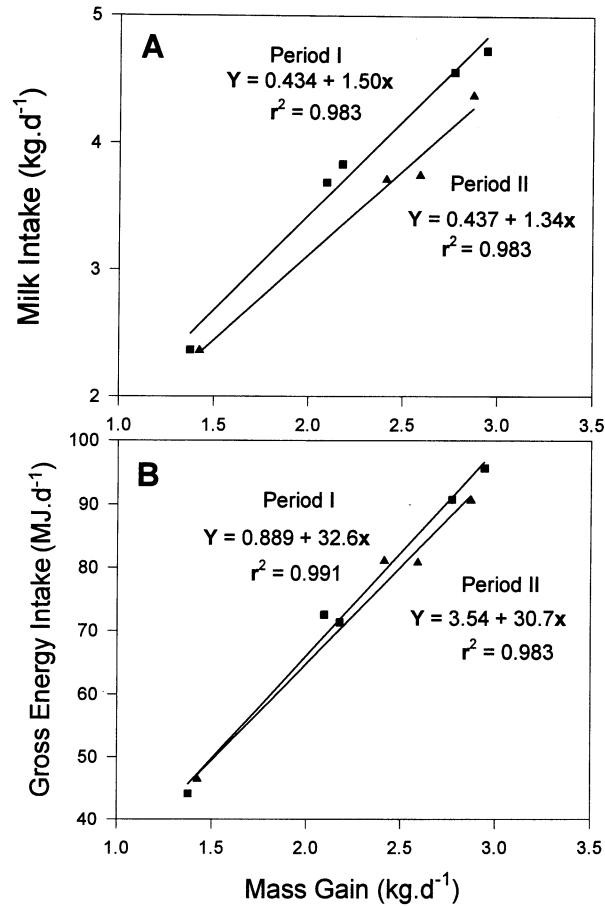 A
Period I
Y = 0.434 + 1.50x
r² = 0.983
Period II
Y = 0.437 + 1.34x
r² = 0.983
Milk Intake (kg.d⁻¹)
5
4
3
2
1.0 1.5 2.0 2.5 3.0 3.5
B
Period I
Y = 0.889 + 32.6x
r² = 0.991
Period II
Y = 3.54 + 30.7x
r² = 0.983
Gross Energy Intake (MJ.d⁻¹)
100
90
80
70
60
50
40
1.0 1.5 2.0 2.5 3.0 3.5
Mass Gain (kg.d⁻¹)